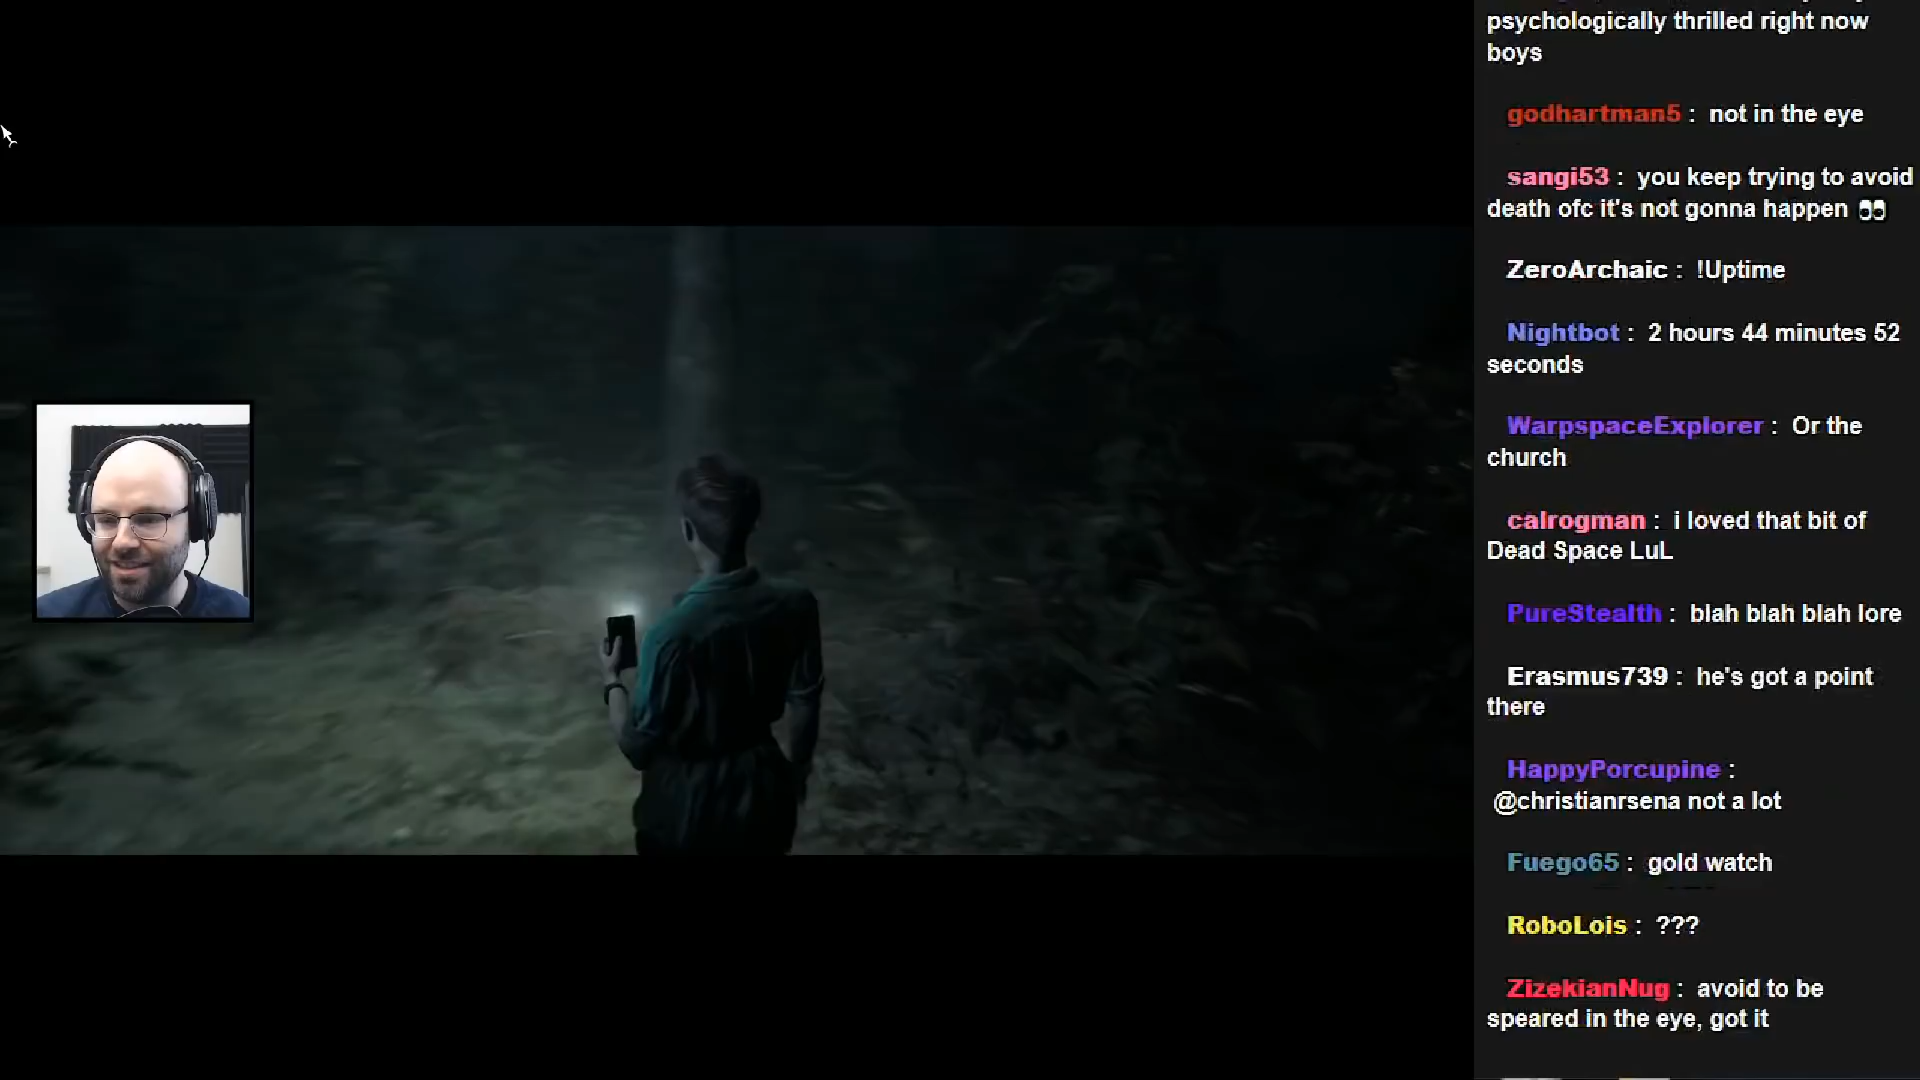 psychologically thrilled right now
boys
godhartman5 : not in the eye
sangi53 : you keep trying to avoid
death ofc it's not gonna happen 👀
ZeroArchaic : !Uptime
Nightbot : 2 hours 44 minutes 52
seconds
WarpspaceExplorer : Or the
church
calrogman : i loved that bit of
Dead Space LuL
PureStealth : blah blah blah lore
Erasmus739 : he's got a point
there
HappyPorcupine :
@christianrsena not a lot
Fuego65 : gold watch
RoboLois : ???
ZizekianNug : avoid to be
speared in the eye, got it